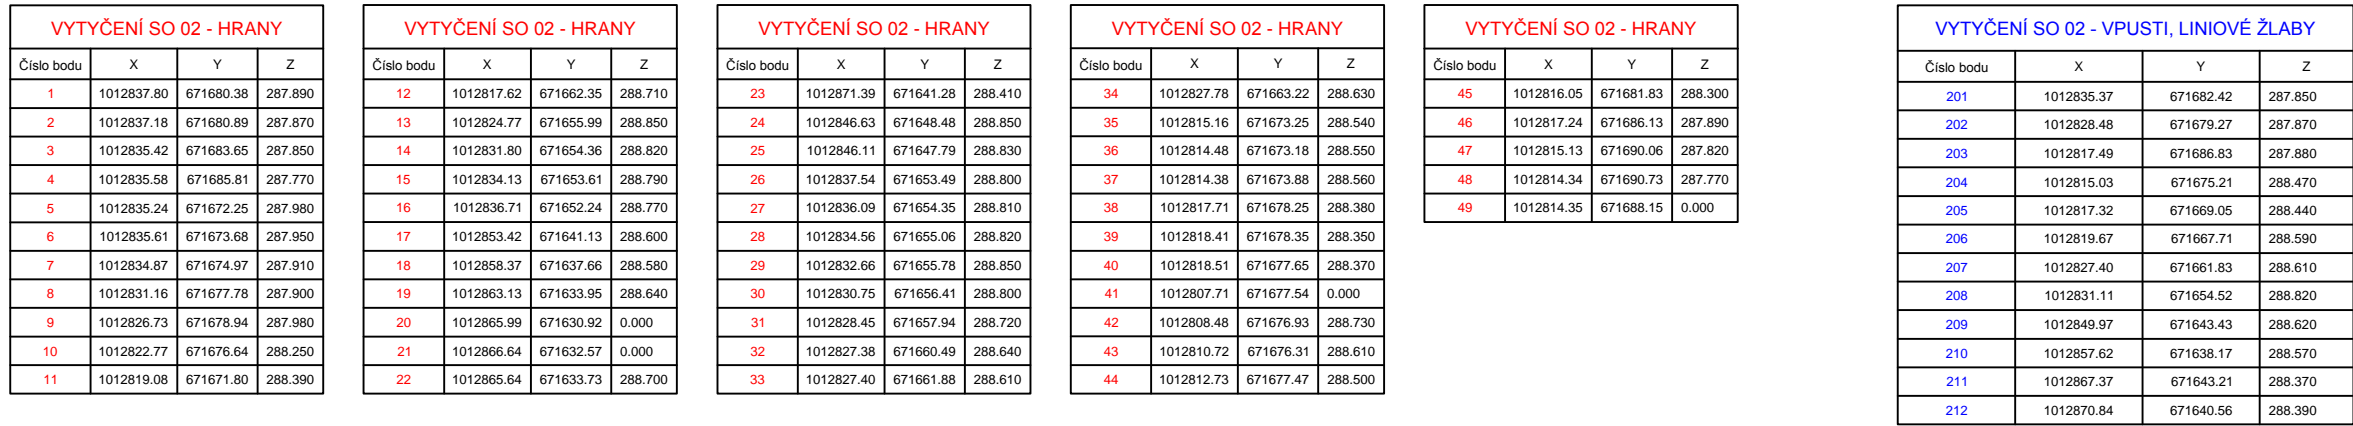 VYTYČENÍ SO 02 - HRANY
Číslo bodu X Y Z
1 1012837.80 671680.38 287.890
2 1012837.18 671680.89 287.870
3 1012835.42 671683.65 287.850
4 1012835.58 671685.81 287.770
5 1012835.24 671672.25 287.980
6 1012835.61 671673.68 287.950
7 1012834.87 671674.97 287.910
8 1012831.16 671677.78 287.900
9 1012826.73 671678.94 287.980
10 1012822.77 671676.64 288.250
11 1012819.08 671671.80 288.390
VYTYČENÍ SO 02 - HRANY
Číslo bodu X Y Z
12 1012817.62 671662.35 288.710
13 1012824.77 671655.99 288.850
14 1012831.80 671654.36 288.820
15 1012834.13 671653.61 288.790
16 1012836.71 671652.24 288.770
17 1012853.42 671641.13 288.600
18 1012858.37 671637.66 288.580
19 1012863.13 671633.95 288.640
20 1012865.99 671630.92 0.000
21 1012866.64 671632.57 0.000
22 1012865.64 671633.73 288.700
VYTYČENÍ SO 02 - HRANY
Číslo bodu X Y Z
23 1012871.39 671641.28 288.410
24 1012846.63 671648.48 288.850
25 1012846.11 671647.79 288.830
26 1012837.54 671653.49 288.800
27 1012836.09 671654.35 288.810
28 1012834.56 671655.06 288.820
29 1012832.66 671655.78 288.850
30 1012830.75 671656.41 288.800
31 1012828.45 671657.94 288.720
32 1012827.38 671660.49 288.640
33 1012827.40 671661.88 288.610
VYTYČENÍ SO 02 - HRANY
Číslo bodu X Y Z
34 1012827.78 671663.22 288.630
35 1012815.16 671673.25 288.540
36 1012814.48 671673.18 288.550
37 1012814.38 671673.88 288.560
38 1012817.71 671678.25 288.380
39 1012818.41 671678.35 288.350
40 1012818.51 671677.65 288.370
41 1012807.71 671677.54 0.000
42 1012808.48 671676.93 288.730
43 1012810.72 671676.31 288.610
44 1012812.73 671677.47 288.500
VYTYČENÍ SO 02 - HRANY
Číslo bodu X Y Z
45 1012816.05 671681.83 288.300
46 1012817.24 671686.13 287.890
47 1012815.13 671690.06 287.820
48 1012814.34 671690.73 287.770
49 1012814.35 671688.15 0.000
VYTYČENÍ SO 02 - VPUSTI, LINIOVÉ ŽLABY
Číslo bodu X Y Z
201 1012835.37 671682.42 287.850
202 1012828.48 671679.27 287.870
203 1012817.49 671686.83 287.880
204 1012815.03 671675.21 288.470
205 1012817.32 671669.05 288.440
206 1012819.67 671667.71 288.590
207 1012827.40 671661.83 288.610
208 1012831.11 671654.52 288.820
209 1012849.97 671643.43 288.620
210 1012857.62 671638.17 288.570
211 1012867.37 671643.21 288.370
212 1012870.84 671640.56 288.390